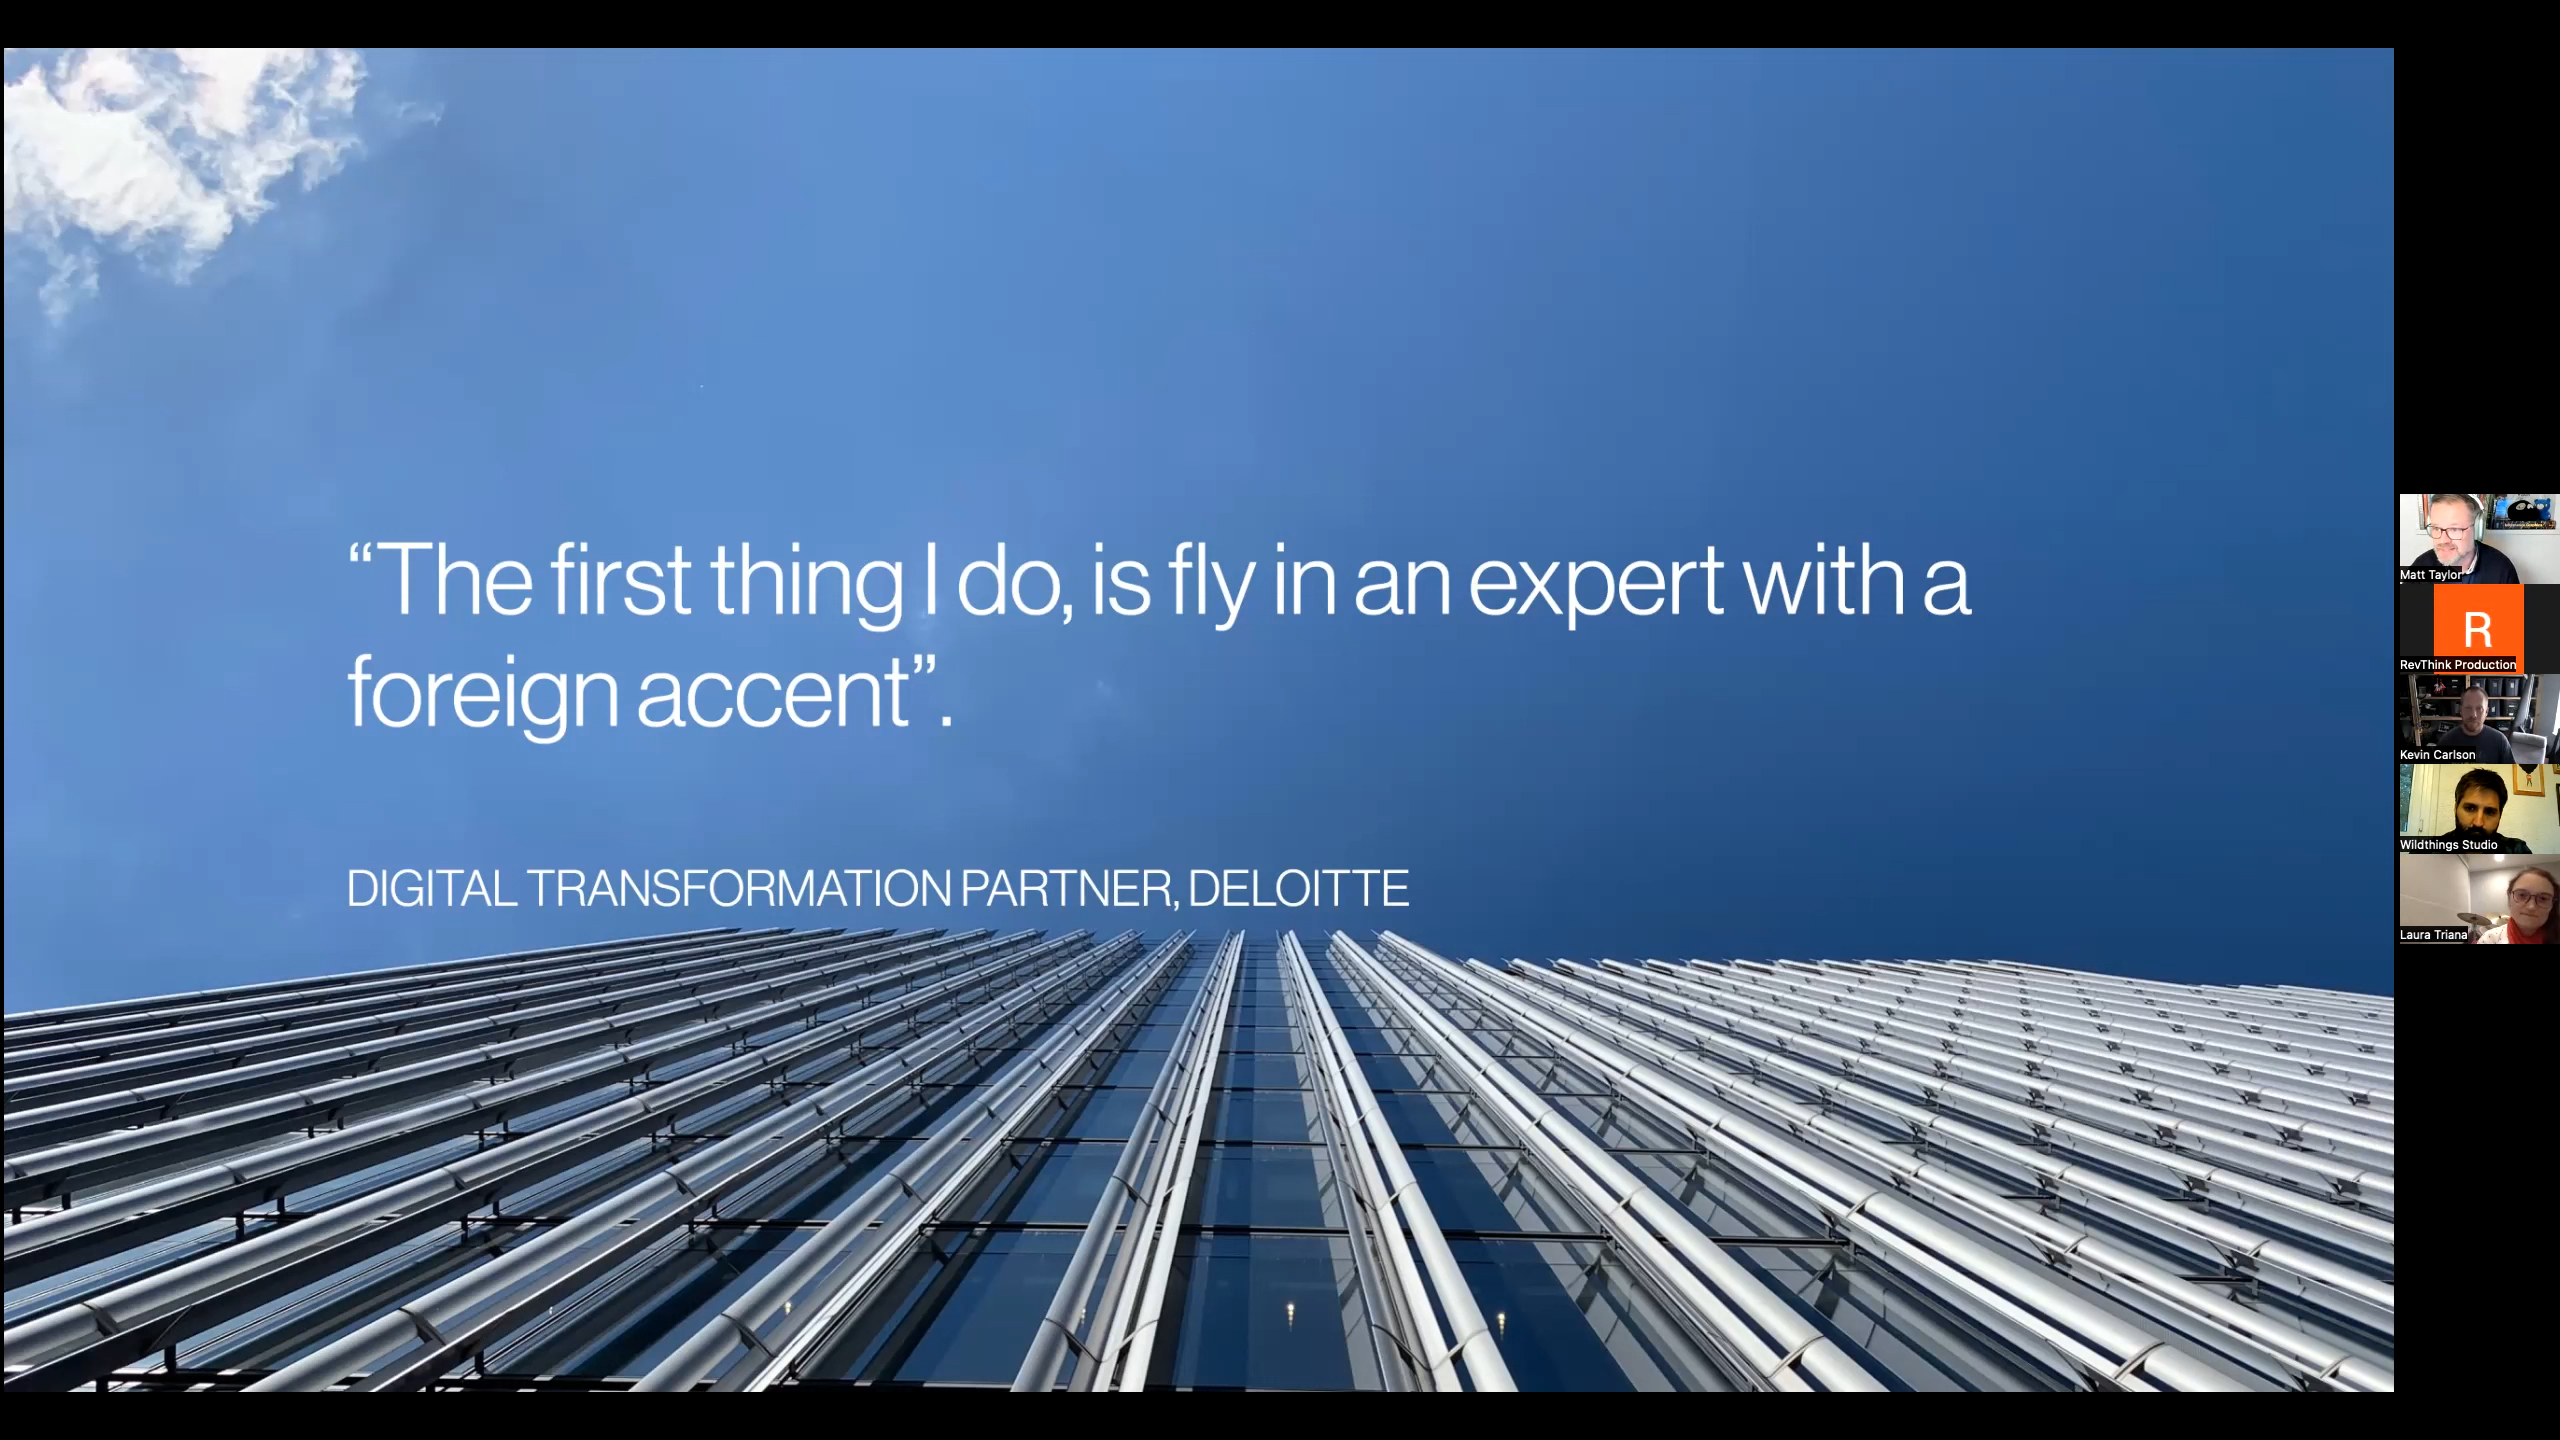 “The first thing I do, is fly in an expert with a
foreign accent”.
DIGITAL TRANSFORMATION PARTNER, DELOITTE
Matt Taylor
R
RevThink Production
Kevin Carlson
Wildthings Studio
Laura Triana